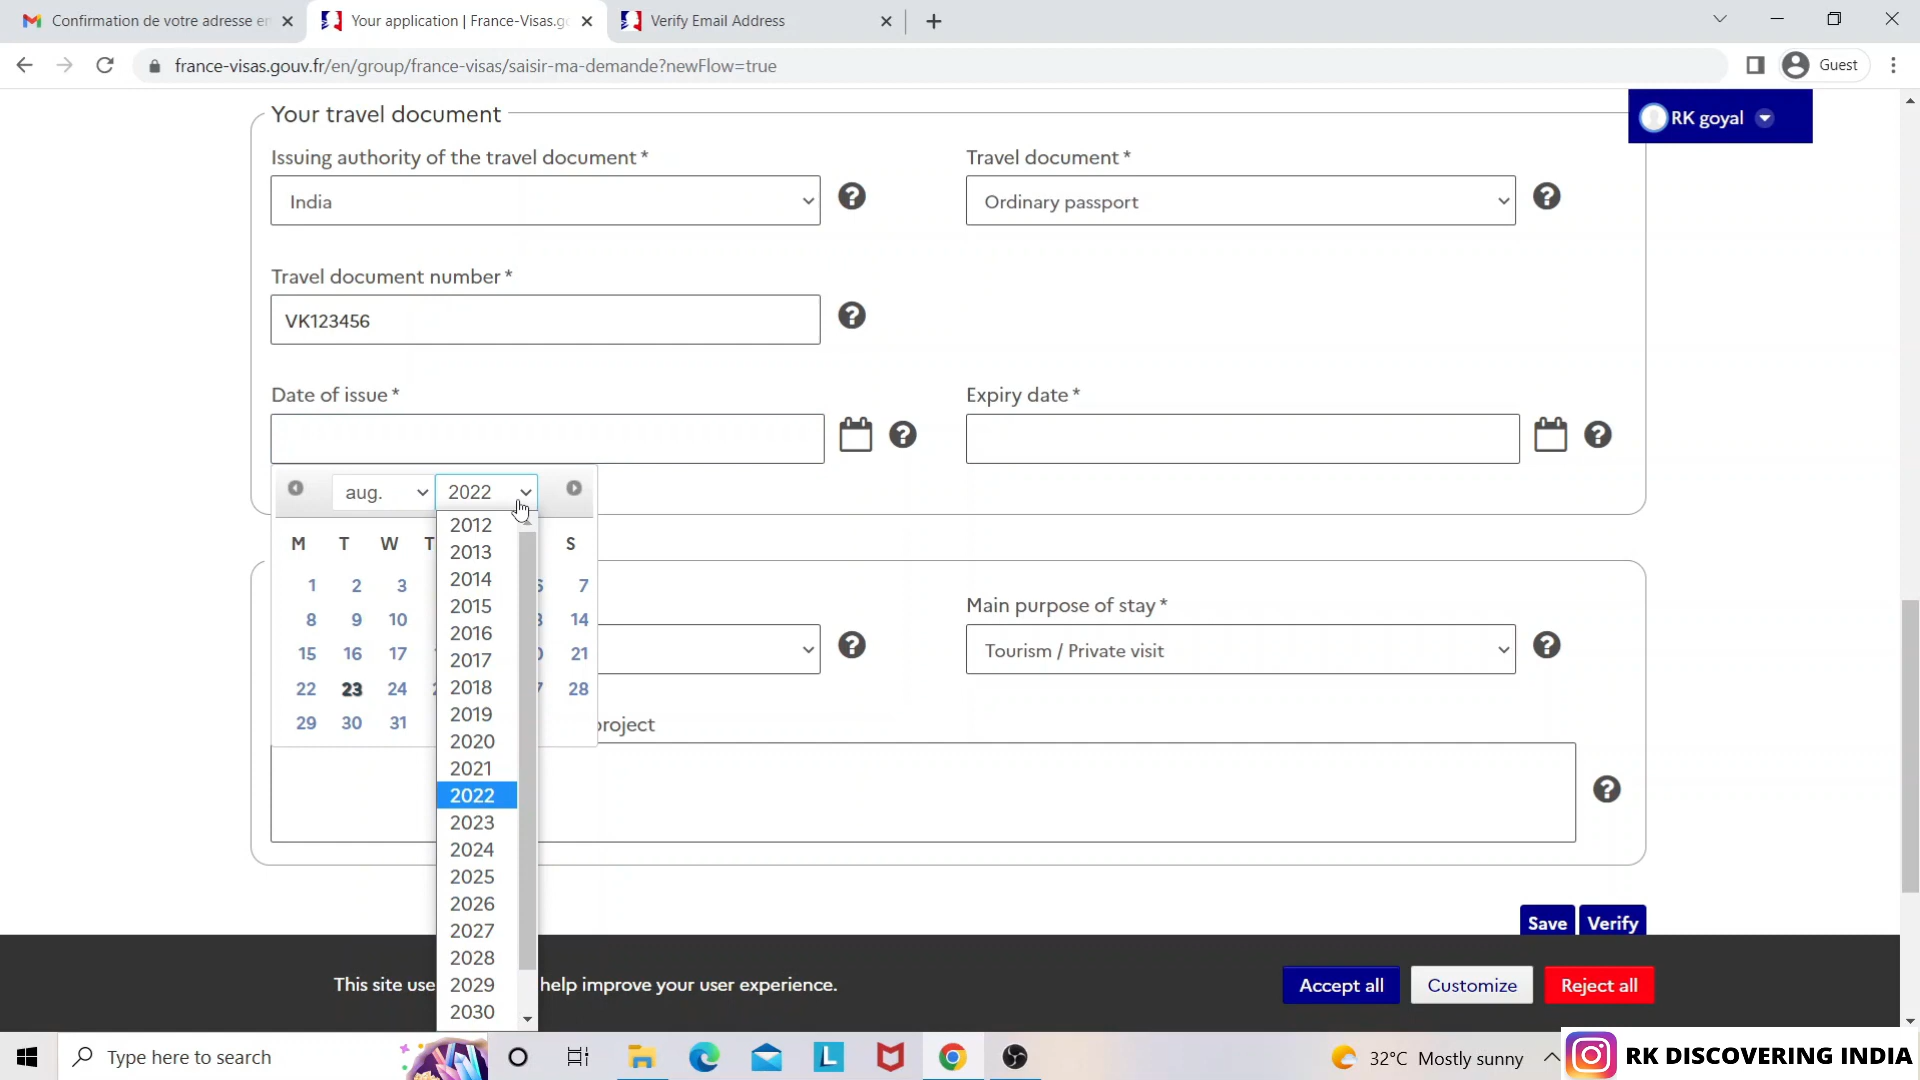 Confirmation de votre adresse e
Your application | France-Visas.g
Verify Email Address
france-visas.gouv.fr/en/group/france-visas/saisir-ma-demande?newFlow=true
Guest
RK goyal
Your travel document
Issuing authority of the travel document *
Travel document *
India
Ordinary passport
Travel document number *
VK123456
Date of issue *
Expiry date *
aug.
2022
M T W T S
1 2 3 7
8 9 10 14
15 16 17 21
22 23 24 28
29 30 31
2012
2013
2014
2015
2016
2017
2018
2019
2020
2021
2022
2023
2024
2025
2026
2027
2028
2029
2030
Main purpose of stay *
Tourism / Private visit
project
Save
Verify
This site use help improve your user experience.
Accept all
Customize
Reject all
Type here to search
L
32°C Mostly sunny
RK DISCOVERING INDIA